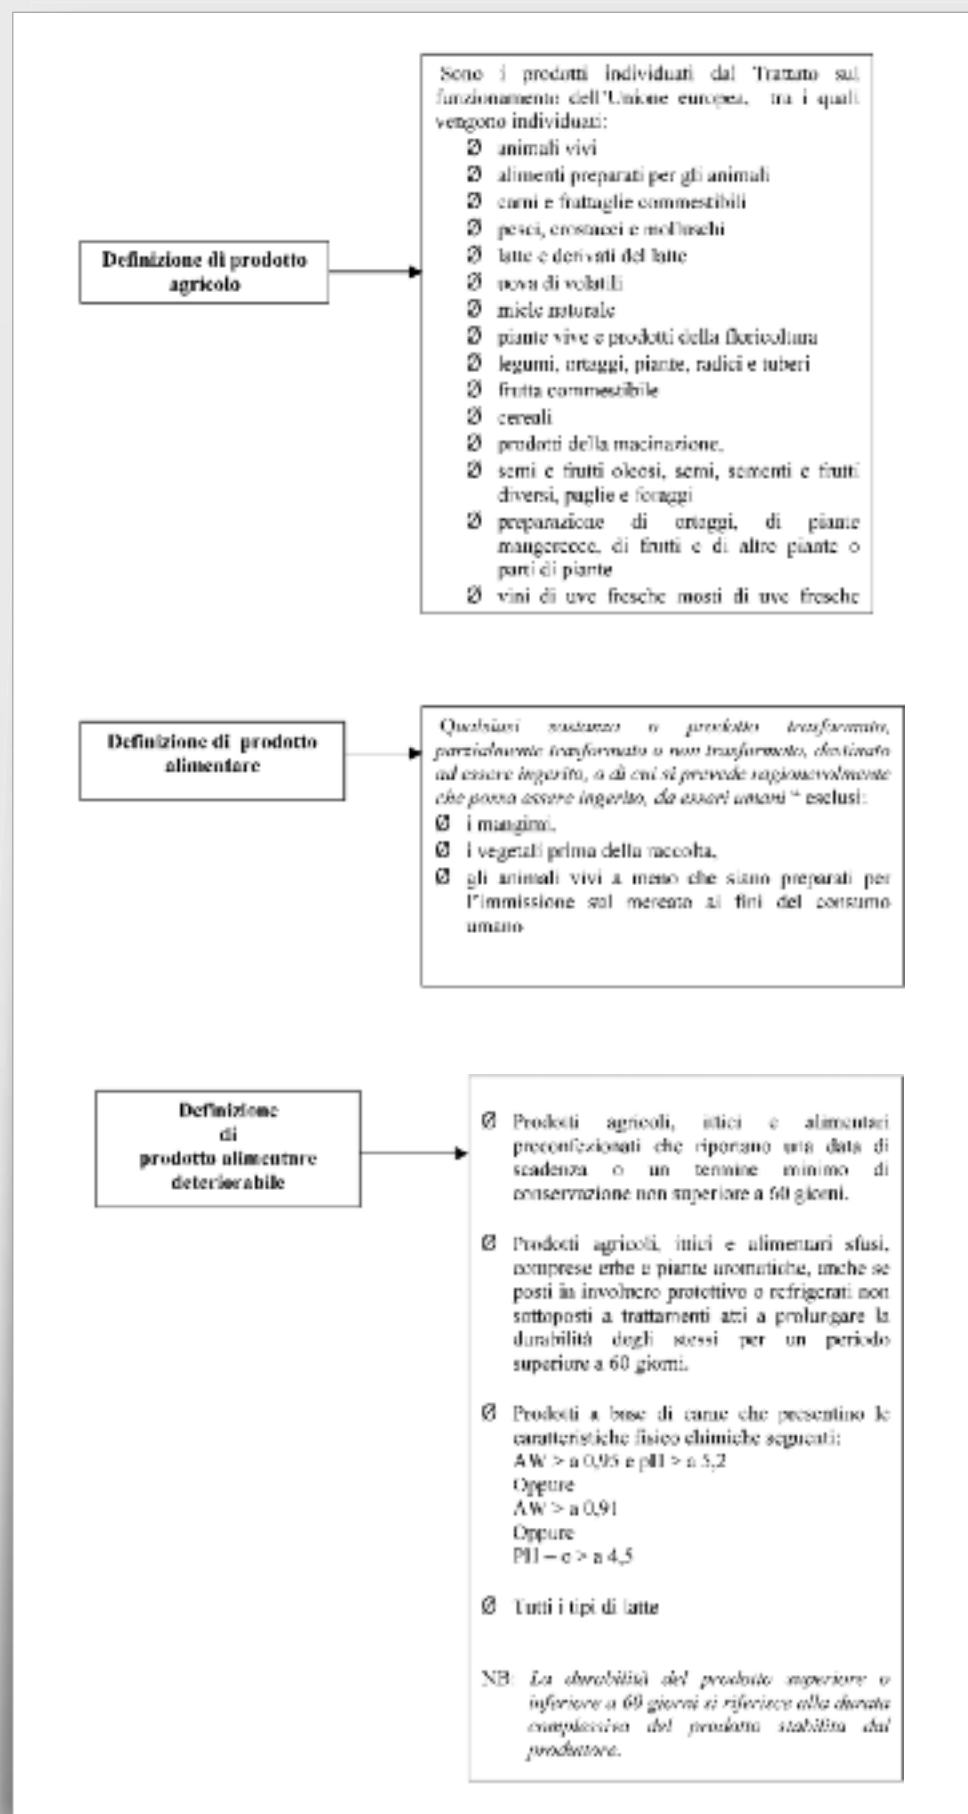 Definizione di prodotto
agricolo
Sono i prodotti individuati dal Trattato sul
funzionamento dell'Unione europea, tra i quali
vengono individuati:
Ø animali vivi
Ø alimenti preparati per gli animali
Ø carni e frattaglie commestibili
Ø pesci, crostacei e molluschi
Ø latte e derivati del latte
Ø uova di volatili
Ø miele naturale
Ø piante vive e prodotti della floricoltura
Ø legumi, ortaggi, piante, radici e tuberi
Ø frutta commestibile
Ø cereali
Ø prodotti della macinazione,
Ø semi e frutti oleosi, semi, sementi e frutti
diversi, paglie e foraggi
Ø preparazione di ortaggi, di piante
mangerecce, di frutti e di altre piante o
parti di piante
Ø vini di uve fresche mosti di uve fresche
Definizione di prodotto
alimentare
Qualsiasi sostanza o prodotto trasformato,
parzialmente trasformato o non trasformato, destinato
ad essere ingerito, o di cui si prevede ragionevolmente
che possa essere ingerito, da esseri umani" esclusi:
Ø i mangimi,
Ø i vegetali prima della raccolta,
Ø gli animali vivi a meno che siano preparati per
l'immissione sul mercato ai fini del consumo
umano
Definizione
di
prodotto alimentare
deteriorabile
Ø Prodotti agricoli, ittici e alimentari
preconfezionati che riportano una data di
scadenza o un termine minimo di
conservazione non superiore a 60 giorni.
Ø Prodotti agricoli, ittici e alimentari sfusi,
comprese erbe e piante aromatiche, anche se
posti in involucro protettivo o refrigerati non
sottoposti a trattamenti atti a prolungare la
durabilità degli stessi per un periodo
superiore a 60 giorni.
Ø Prodotti a base di carne che presentino le
caratteristiche fisico chimiche seguenti:
AW > a 0,95 e pH > a 5,2
Oppure
AW > a 0,91
Oppure
PH – o > a 4,5
Ø Tutti i tipi di latte
NB: La durabilità del prodotto superiore o
inferiore a 60 giorni si riferisce alla durata
complessiva del prodotto stabilita dal
produttore.